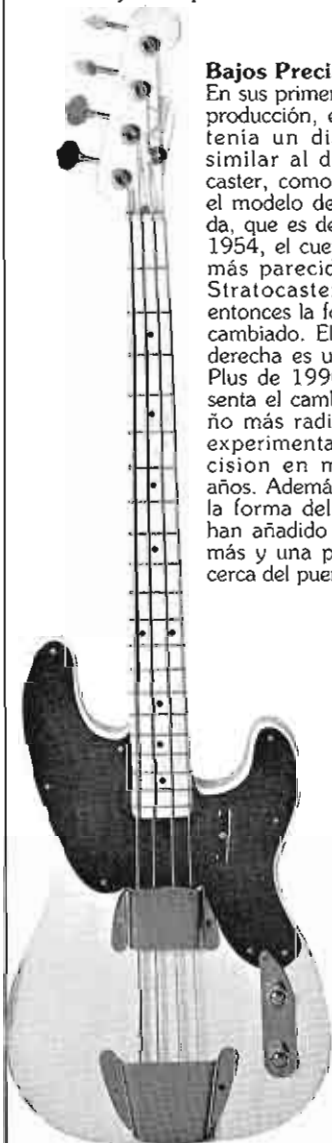 Bajos Preci
En sus primer
producción, e
tenía un di
similar al d
caster, como
el modelo de
da, que es de
1954, el cue
más parecid
Stratocaste
entonces la fo
cambiado. El
derecha es u
Plus de 199
senta el camb
ño más radi
experimenta
cision en m
años. Ademá
la forma del
han añadido
más y una p
cerca del puer